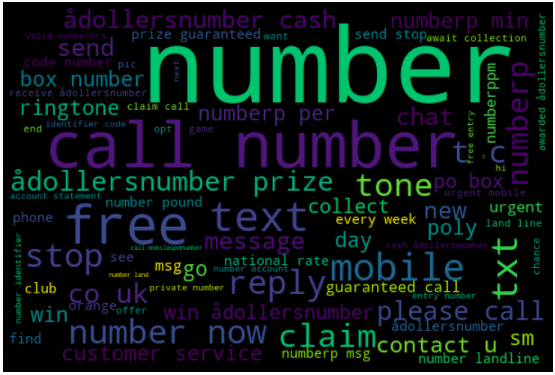 ådollersnumber cash
numberp min
valid numberhrs
prize guaranteed
want
send stop
await collection
send
code number
pic
next
number
box number
receive ådollersnumber
numberp
awarded ådollersnumber
ringtone
claim call
numberp per
chat
numberppm
end
identifier code
opt
game
free entry
call number
t c
hi
ådollersnumber prize
tone
po box
urgent mobile
account statement
number pound
collect
new
urgent
phone
free text
every week
poly
land line
call mobileupdnumber
message
day
cash ådollersnumber
chance
stop
see
msg
go
national rate
mobile
txt
number identifier
number land
number account
reply
guaranteed call
club
co uk
private number
entry number
orange
offer
win
win ådollersnumber
please call
find
number now
claim
ådollersnumber
contact u
sm
customer service
numberp msg
number landline